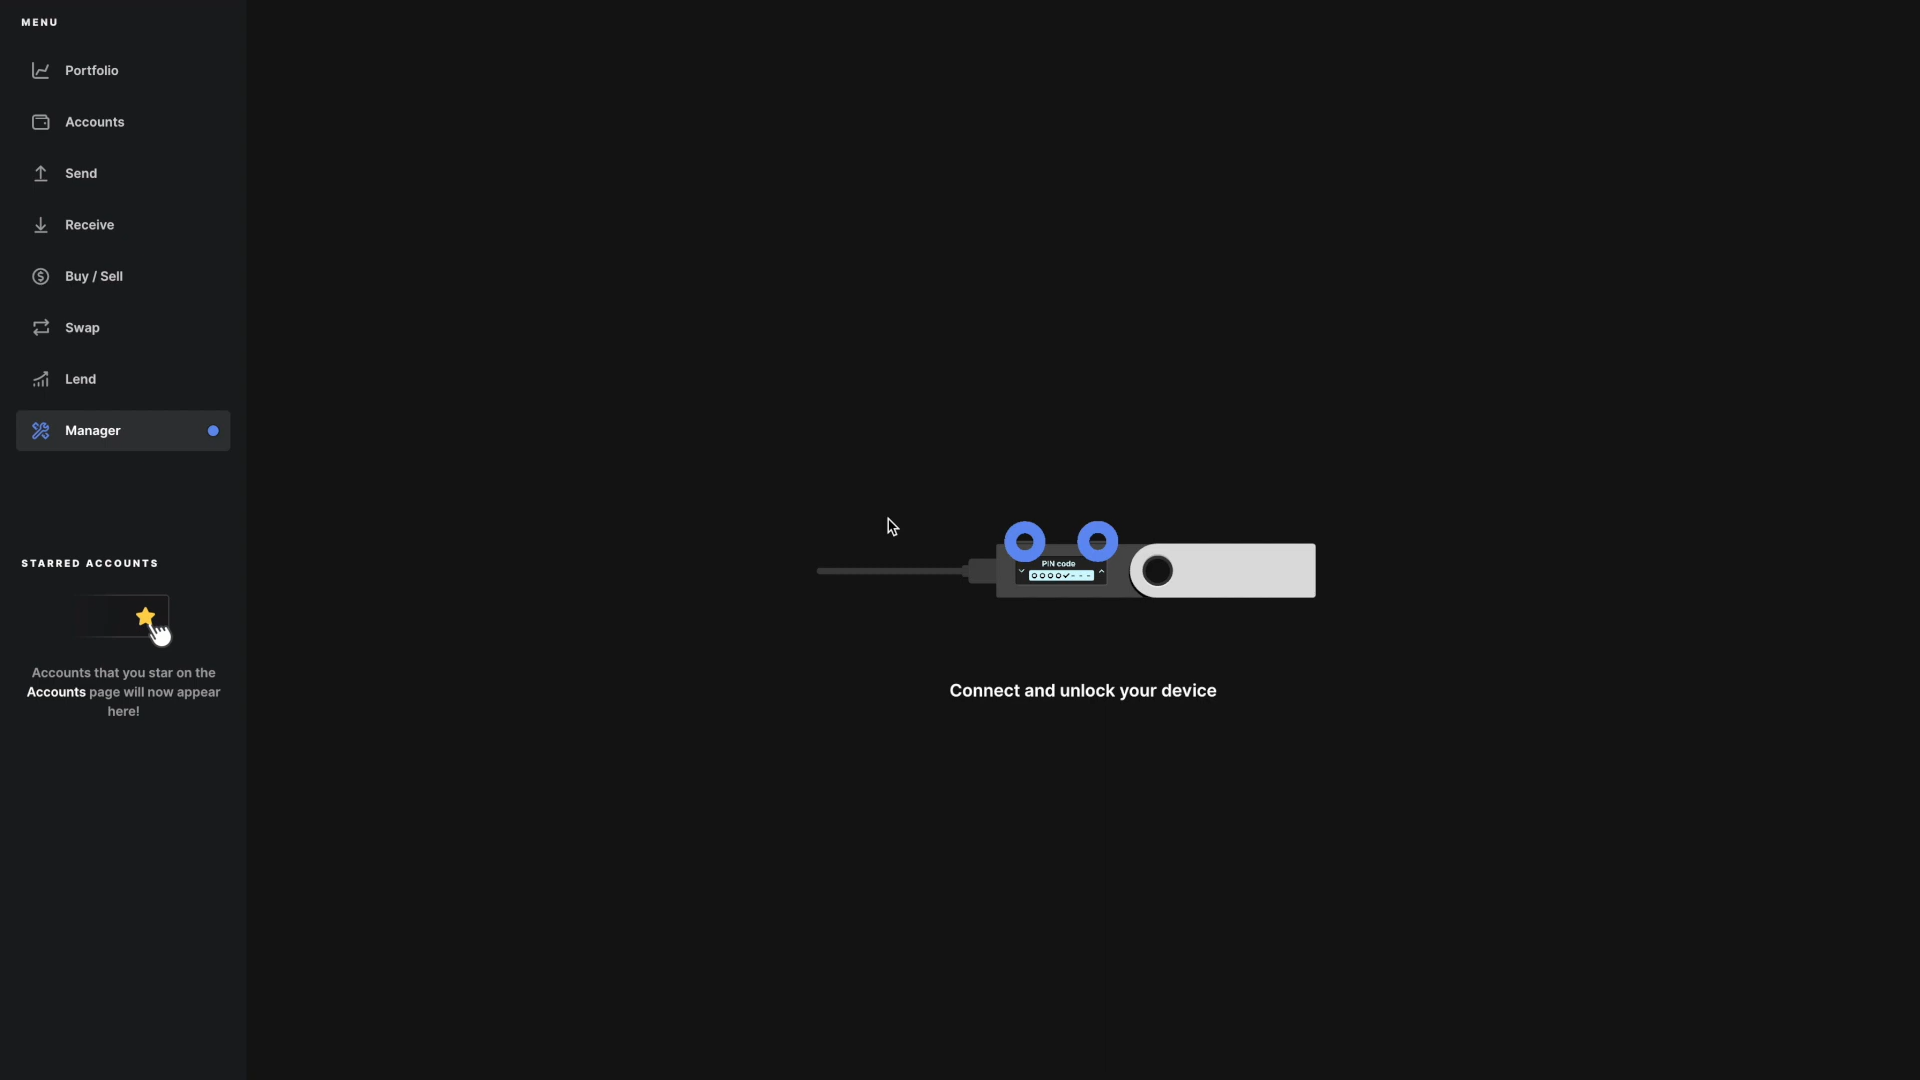 MENU
Portfolio
Accounts
Send
Receive
Buy / Sell
Swap
Lend
Manager
STARRED ACCOUNTS
Accounts that you star on the
Accounts page will now appear
here!
PIN code
Connect and unlock your device